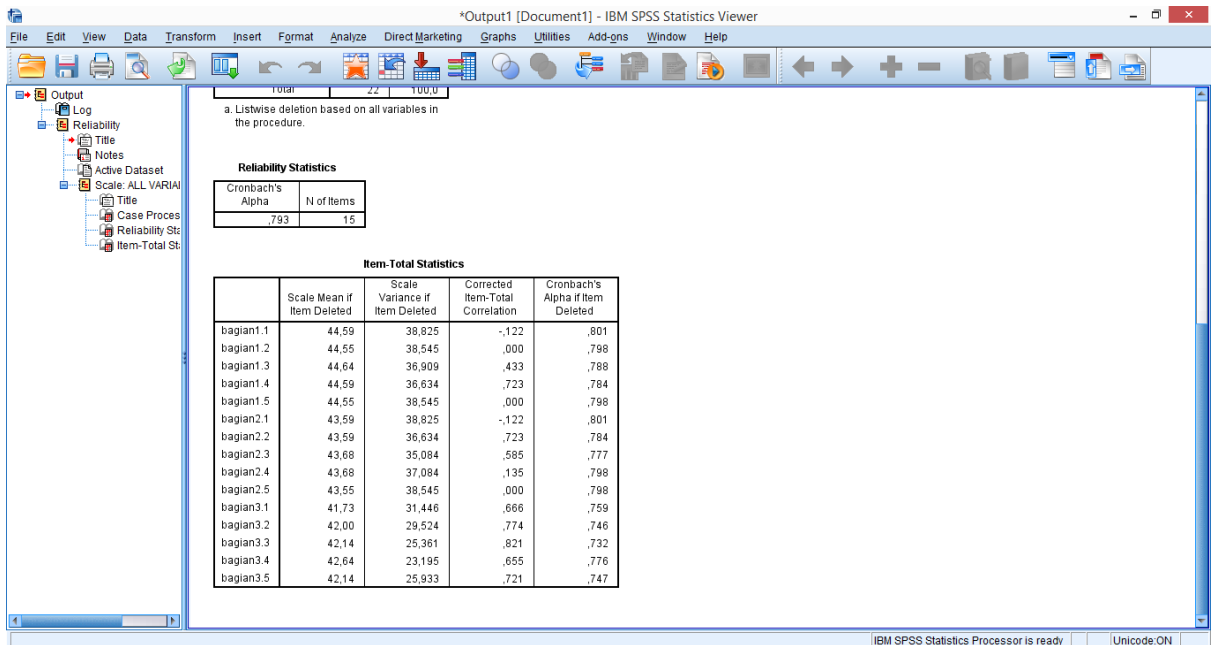 *Output1 [Document1] - IBM SPSS Statistics Viewer
File Edit View Data Transform Insert Format Analyze Direct Marketing Graphs Utilities Add-ons Window Help
Output
Log
Reliability
Title
Notes
Active Dataset
Scale: ALL VARIAI
Title
Case Proces
Reliability Sta
Item-Total Sta
Total 22 100,0
a. Listwise deletion based on all variables in
the procedure.
Reliability Statistics
Cronbach's
Alpha N of Items
,793 15
Item-Total Statistics
Scale Mean if
Item Deleted
Scale
Variance if
Item Deleted
Corrected
Item-Total
Correlation
Cronbach's
Alpha if Item
Deleted
bagian1.1 44,59 38,825 -,122 ,801
bagian1.2 44,55 38,545 ,000 ,798
bagian1.3 44,64 36,909 ,433 ,788
bagian1.4 44,59 36,634 ,723 ,784
bagian1.5 44,55 38,545 ,000 ,798
bagian2.1 43,59 38,825 -,122 ,801
bagian2.2 43,59 36,634 ,723 ,784
bagian2.3 43,68 35,084 ,585 ,777
bagian2.4 43,68 37,084 ,135 ,798
bagian2.5 43,55 38,545 ,000 ,798
bagian3.1 41,73 31,446 ,666 ,759
bagian3.2 42,00 29,524 ,774 ,746
bagian3.3 42,14 25,361 ,821 ,732
bagian3.4 42,64 23,195 ,655 ,776
bagian3.5 42,14 25,933 ,721 ,747
IBM SPSS Statistics Processor is ready Unicode:ON